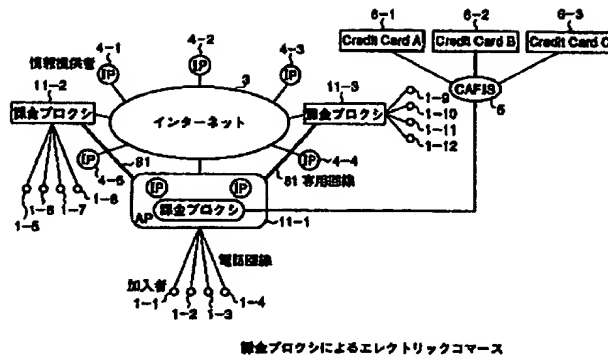 6-1
6-2
6-3
Credit Card A
Credit Card B
Credit Card C
4-1
4-2
4-3
情報提供者
IP
IP
IP
3
CAFIS
5
11-2
11-3
課金プロクシ
インターネット
課金プロクシ
1-9
1-10
1-11
1-12
IP
4-5
81
IP
4-4
81 専用回線
IP
IP
AP
課金プロクシ
11-1
1-5
1-6
1-7
1-8
電話回線
加入者
1-1
1-2
1-3
1-4
課金プロクシによるエレクトリックコマース